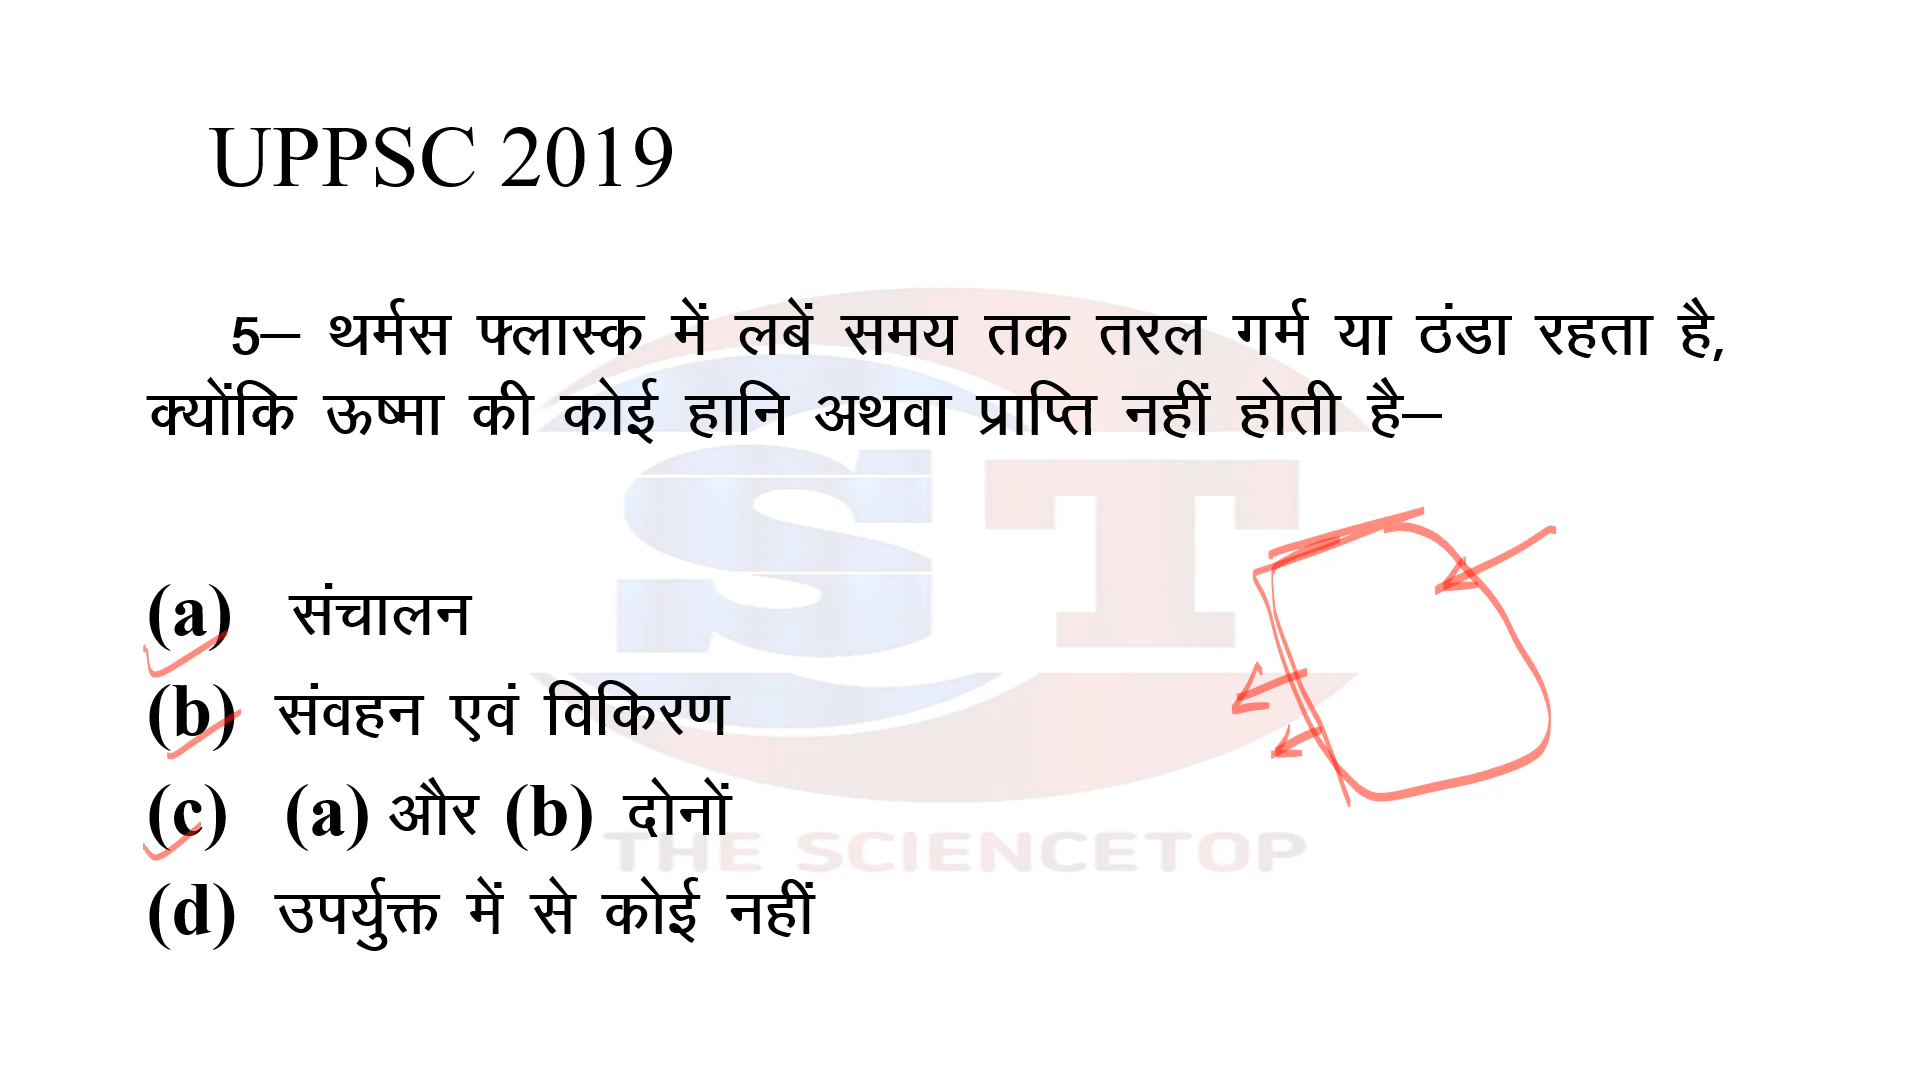 UPPSC 2019
5– थर्मस फ्लास्क में लबें समय तक तरल गर्म या ठंडा रहता है,
क्योंकि ऊष्मा की कोई हानि अथवा प्राप्ति नहीं होती है–
ST
(a) संचालन
(b) संवहन एवं विकिरण
(c) (a) और (b) दोनों
THE SCIENCETOP
(d) उपर्युक्त में से कोई नहीं